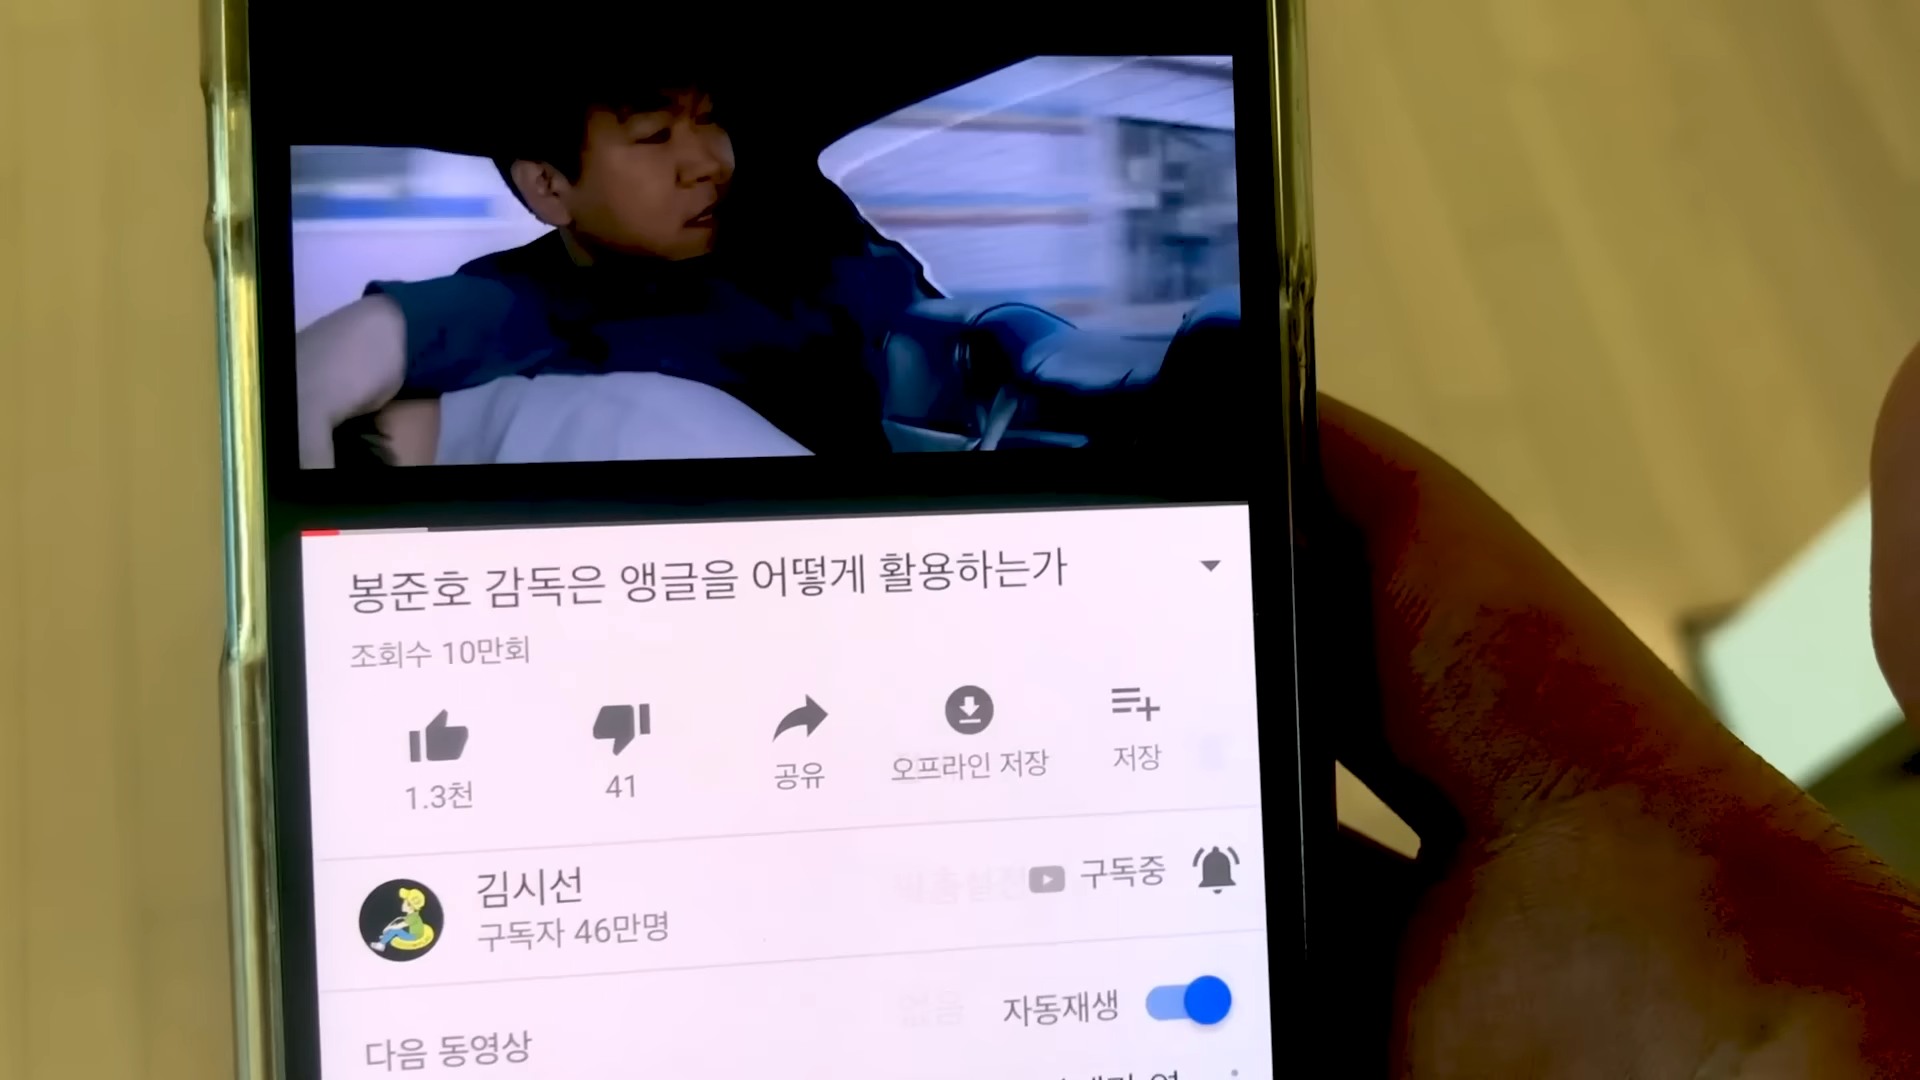 봉준호 감독은 앵글을 어떻게 활용하는가
조회수 10만회
1.3천
41
공유
오프라인 저장
저장
김시선
구독자 46만명
구독중
자동재생
다음 동영상